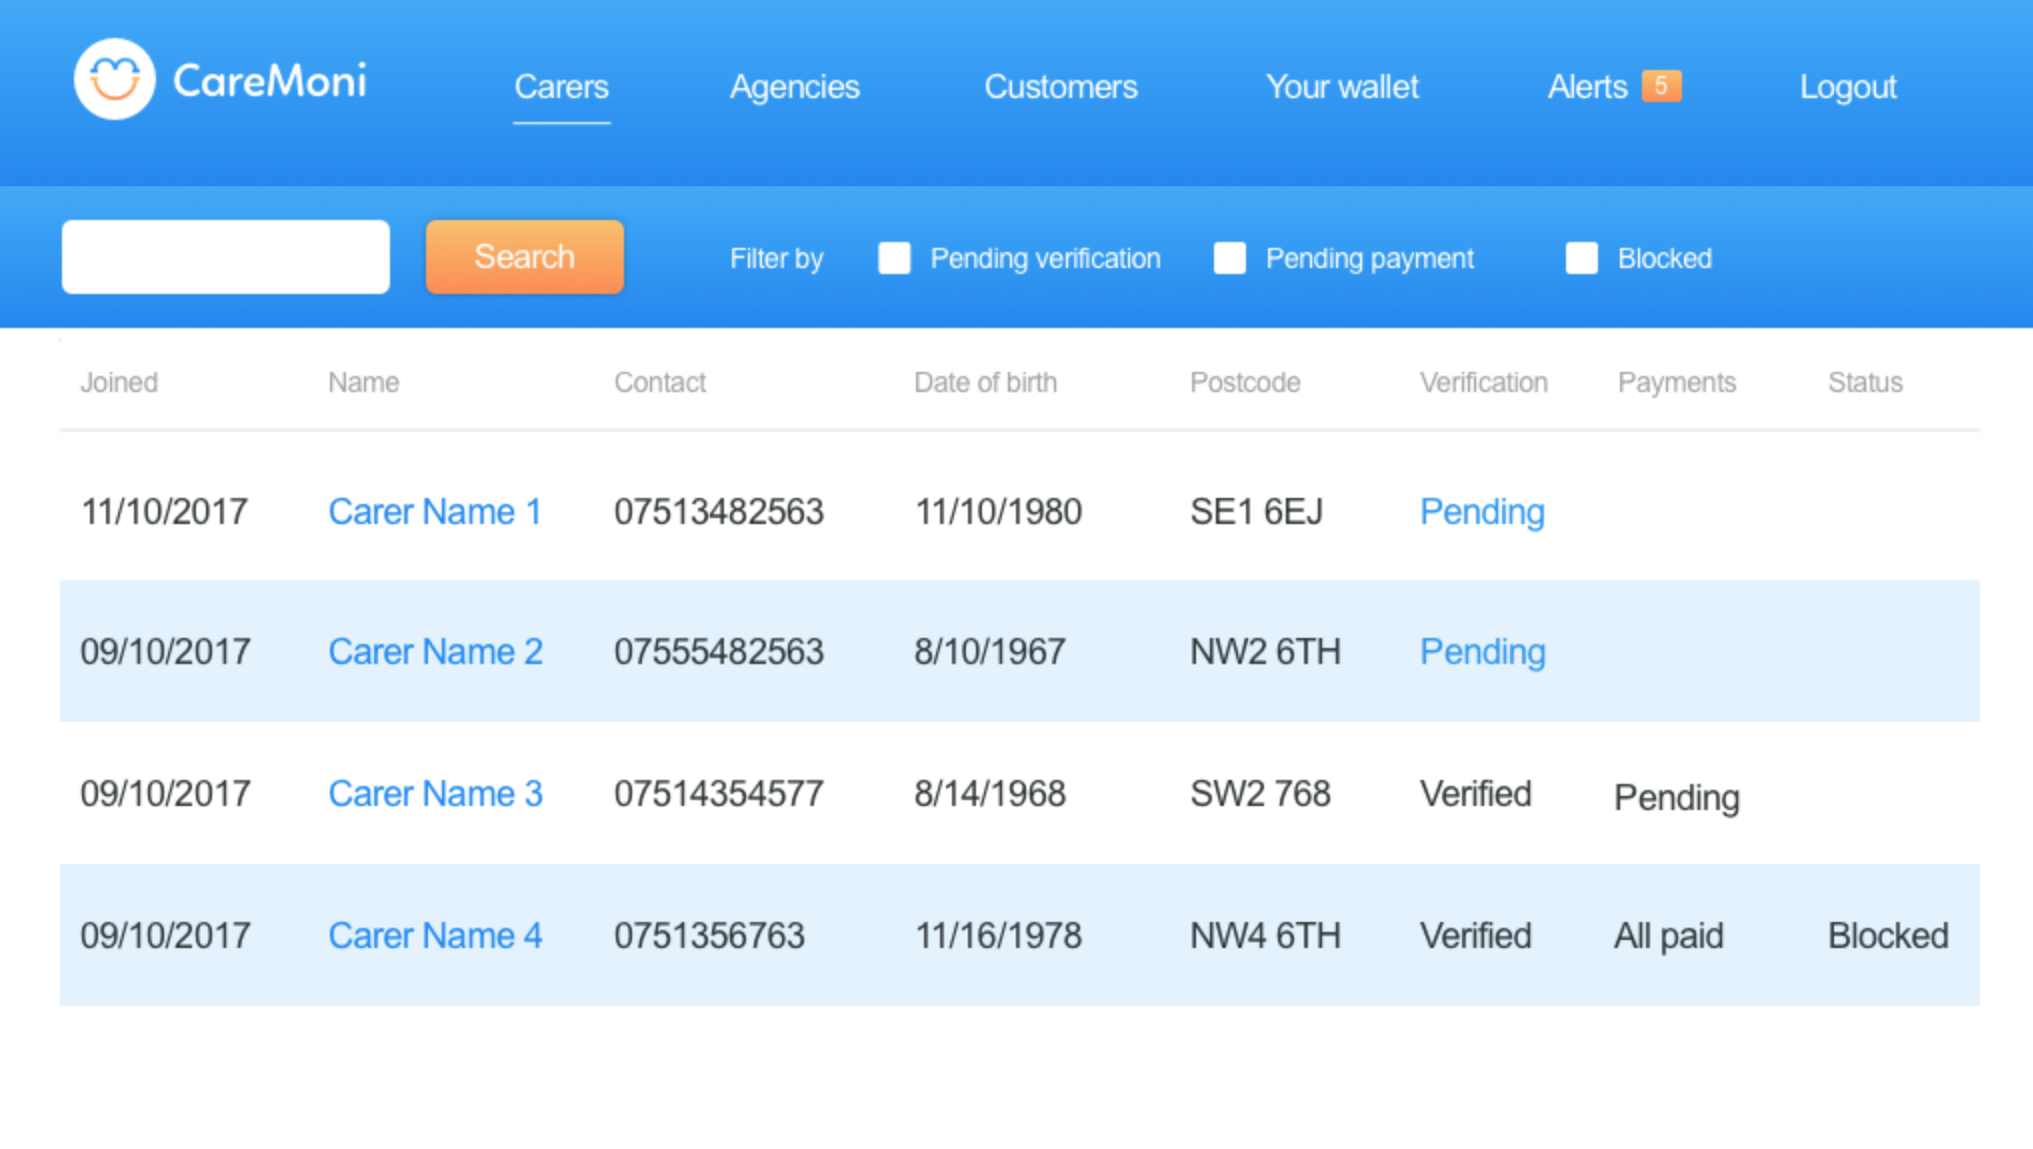 CareMoni Carers Agencies Customers Your wallet Alerts 5 Logout
Search Filter by Pending verification Pending payment Blocked
Joined Name Contact Date of birth Postcode Verification Payments Status
11/10/2017 Carer Name 1 07513482563 11/10/1980 SE1 6EJ Pending
09/10/2017 Carer Name 2 07555482563 8/10/1967 NW2 6TH Pending
09/10/2017 Carer Name 3 07514354577 8/14/1968 SW2 768 Verified Pending
09/10/2017 Carer Name 4 0751356763 11/16/1978 NW4 6TH Verified All paid Blocked